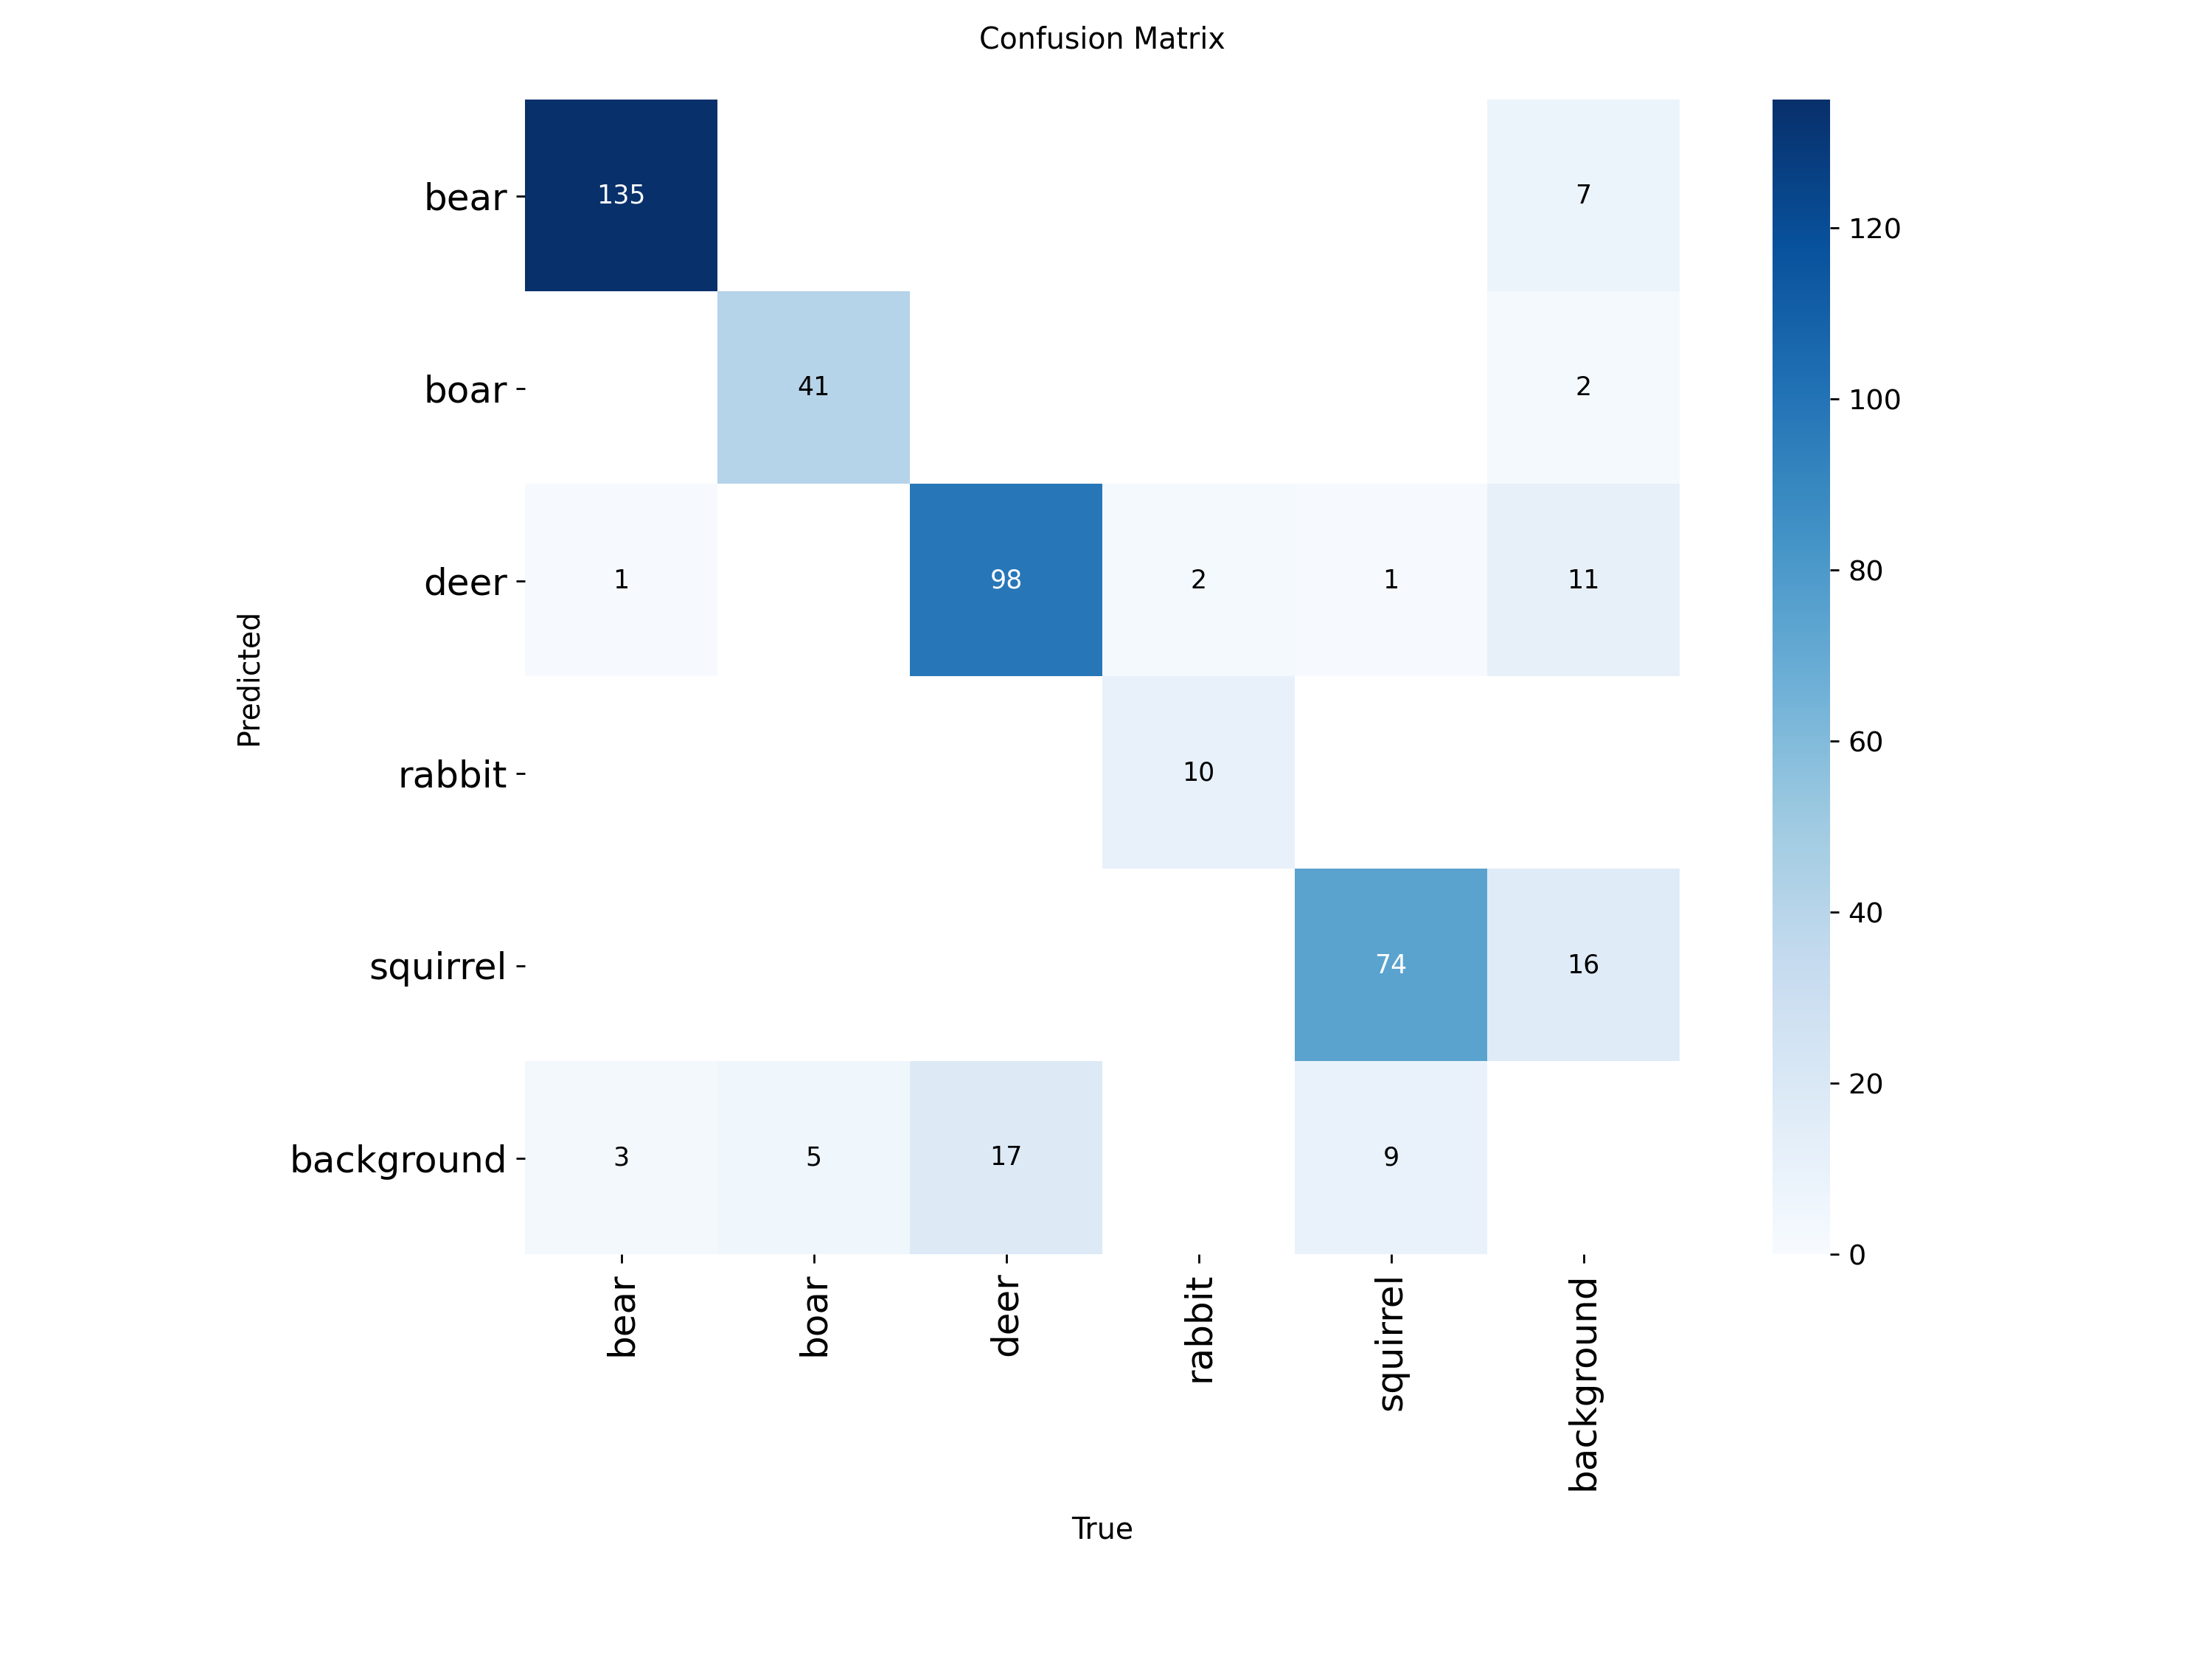 Confusion Matrix
bear
135
7
120
boar
41
2
100
deer
1
98
2
1
11
80
Predicted
60
rabbit
10
squirrel
74
16
40
background
3
5
17
9
20
0
bear
boar
deer
rabbit
squirrel
background
True